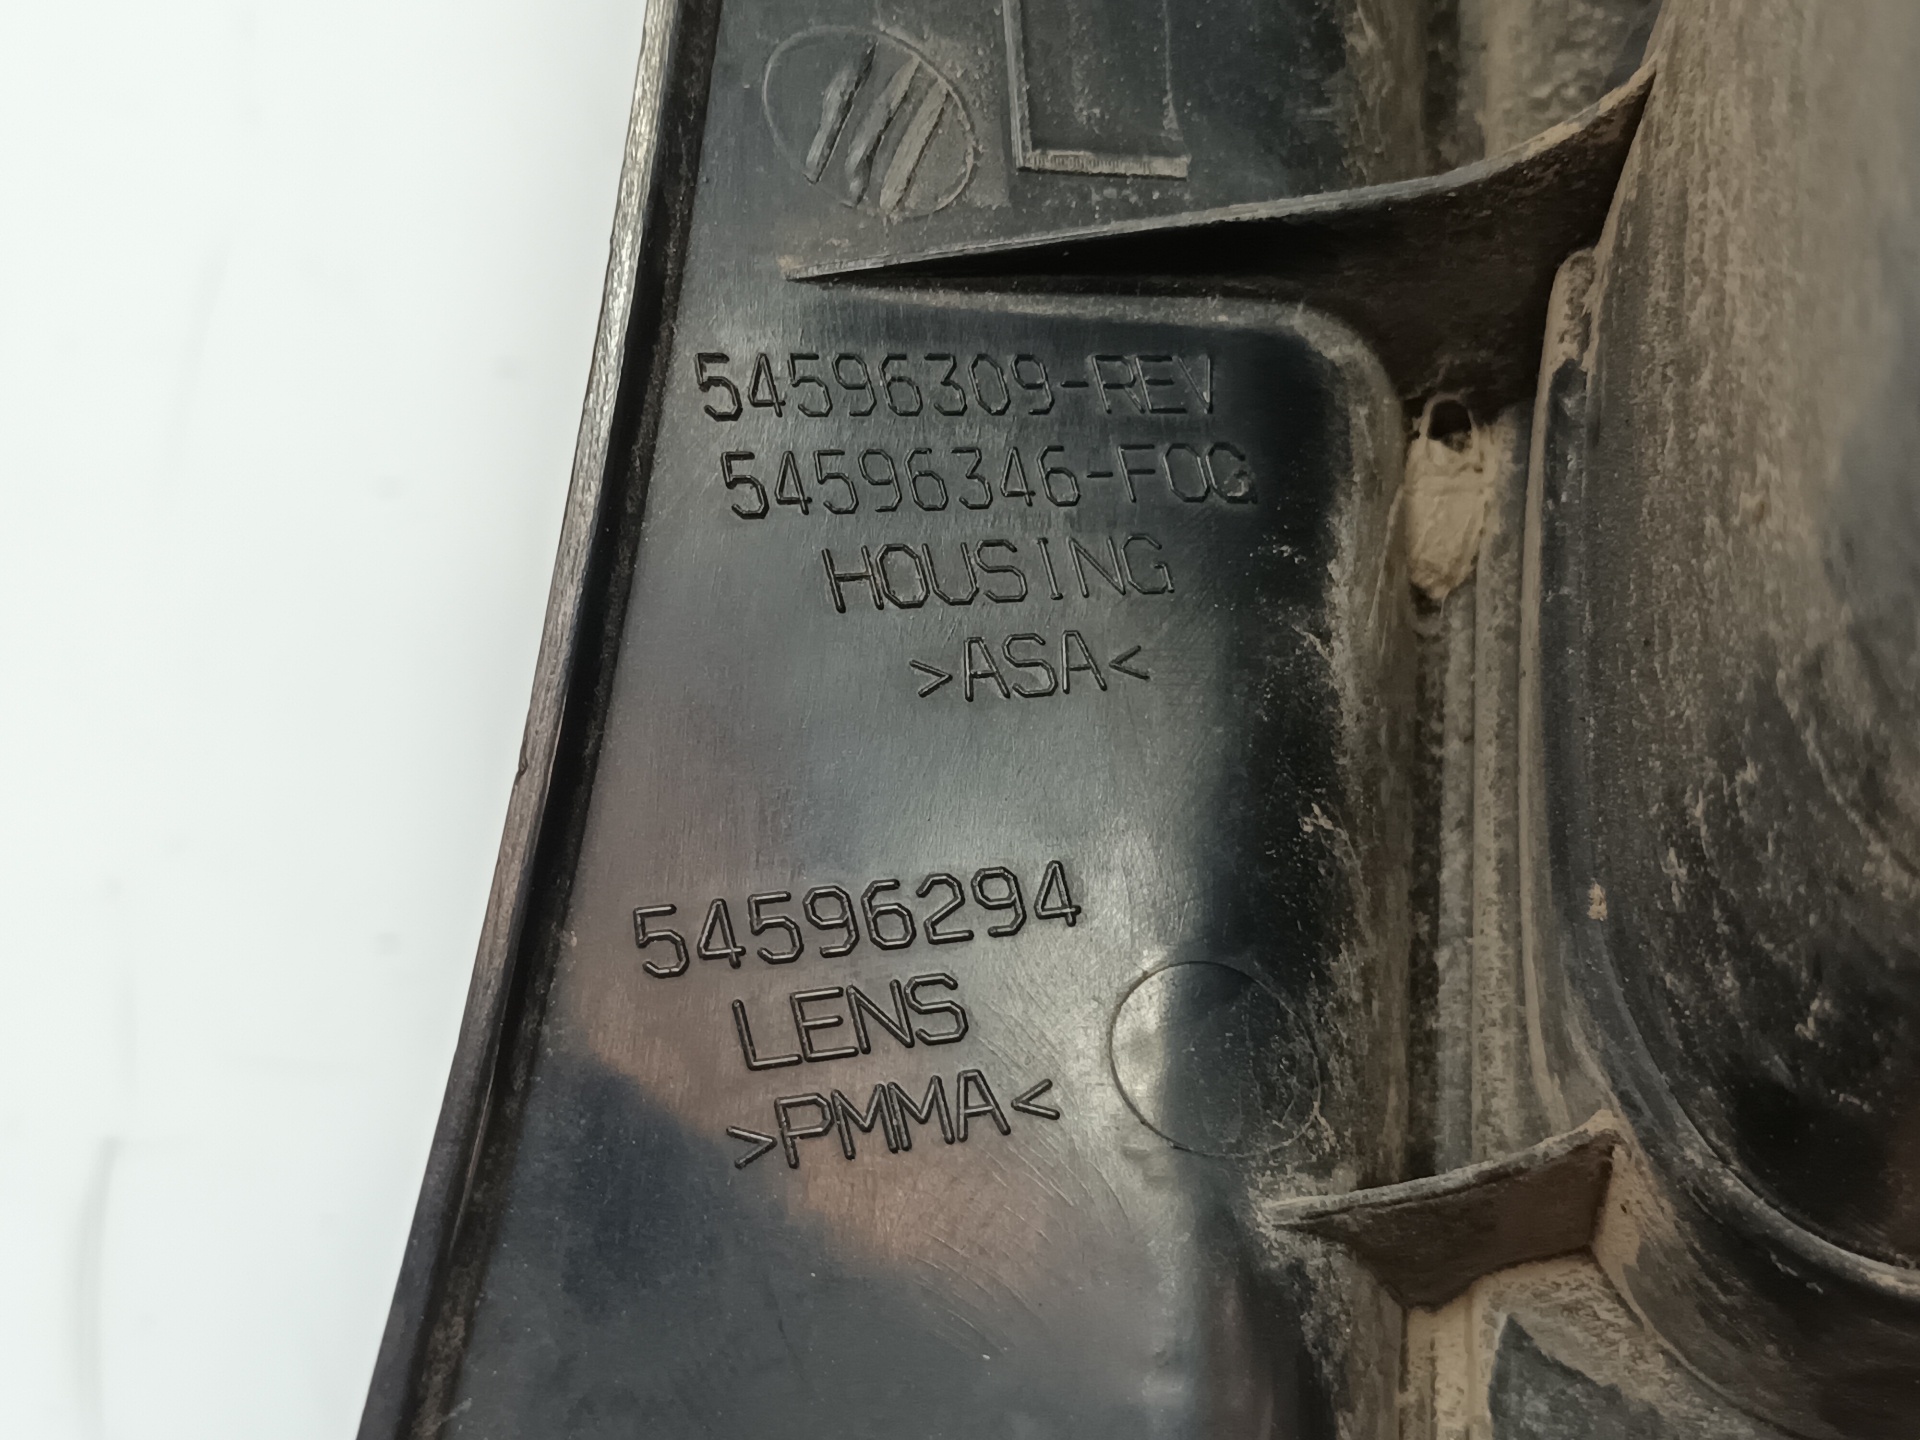 54596309-REV
54596346-FOG
HOUSING
>ASA<
54596294
LENS
>PMMA<